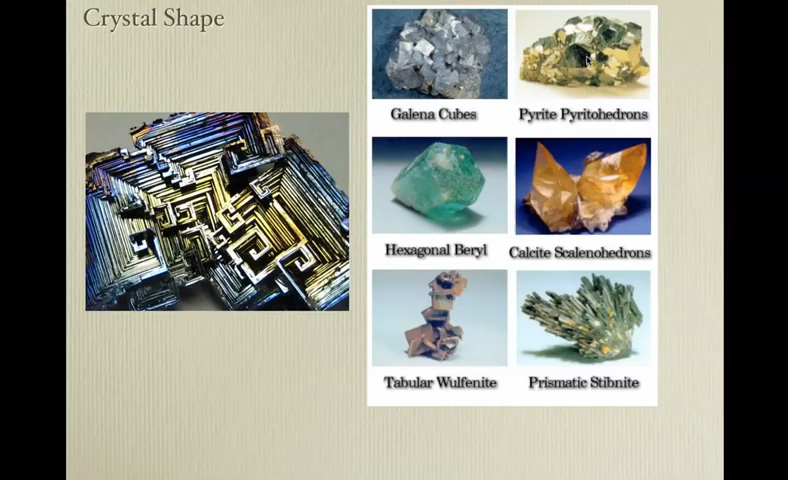 Crystal Shape
Galena Cubes
Pyrite Pyritohedrons
Hexagonal Beryl
Calcite Scalenohedrons
Tabular Wulfenite
Prismatic Stibnite